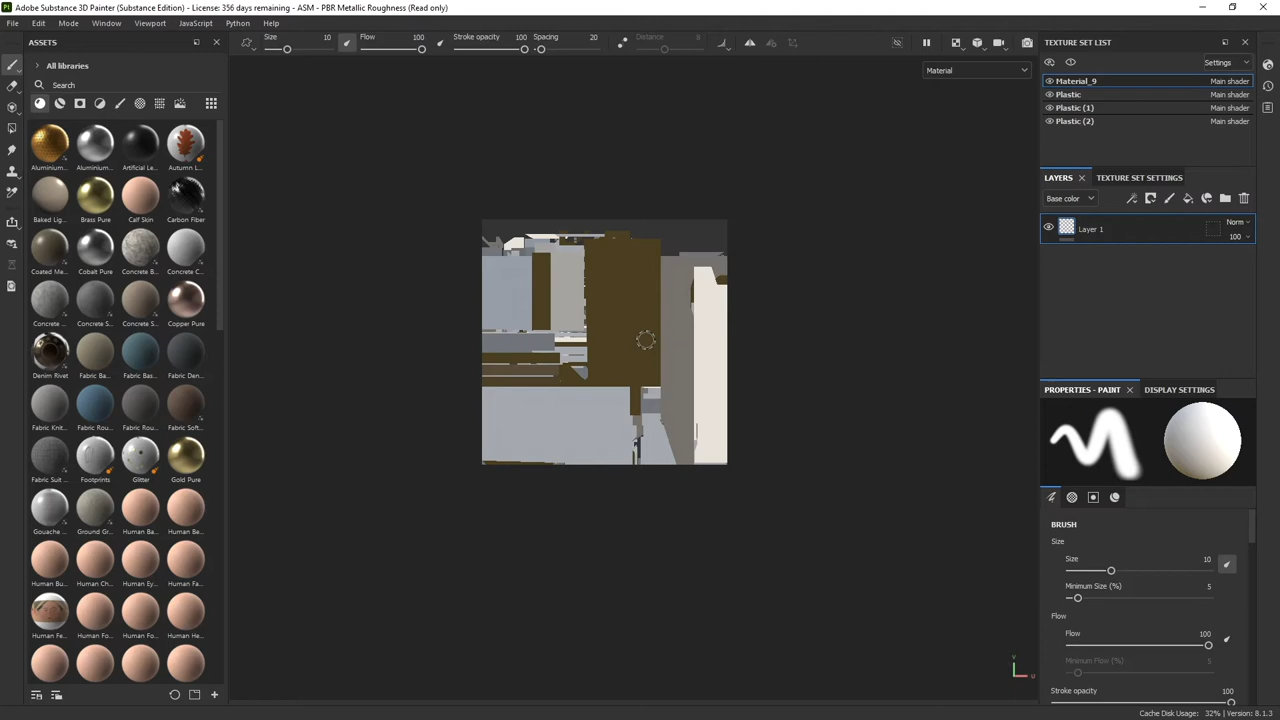 Pt
Adobe Substance 3D Painter (Substance Edition) - License: 356 days remaining - ASM - PBR Metallic Roughness (Read only)
File Edit Mode Window Viewport JavaScript Python Help
ASSETS
Size 10 Flow 100 Stroke opacity 100 Spacing 20 Distance 8
All libraries
Search
Aluminium... Aluminium... Artificial Le... Autumn L...
Baked Lig... Brass Pure Calf Skin Carbon Fiber
Coated Me... Cobalt Pure Concrete B... Concrete C...
Concrete ... Concrete S... Concrete S... Copper Pure
Denim Rivet Fabric Ba... Fabric Bas... Fabric Den...
Fabric Knit... Fabric Rou... Fabric Rou... Fabric Soft...
Fabric Suit ... Footprints Glitter Gold Pure
Gouache ... Ground Gr... Human Ba... Human Be...
Human Bu... Human Ch... Human Ey... Human Fa...
Human Fe... Human Fo... Human Fo... Human He...
Material
V
U
TEXTURE SET LIST
Settings
Material_9 Main shader
Plastic Main shader
Plastic (1) Main shader
Plastic (2) Main shader
LAYERS TEXTURE SET SETTINGS
Base color
Layer 1 Norm
100
PROPERTIES - PAINT DISPLAY SETTINGS
BRUSH
Size
Size 10
Minimum Size (%) 5
Flow
Flow 100
Minimum Flow (%) 5
Stroke opacity 100
Cache Disk Usage: 32% | Version: 8.1.3